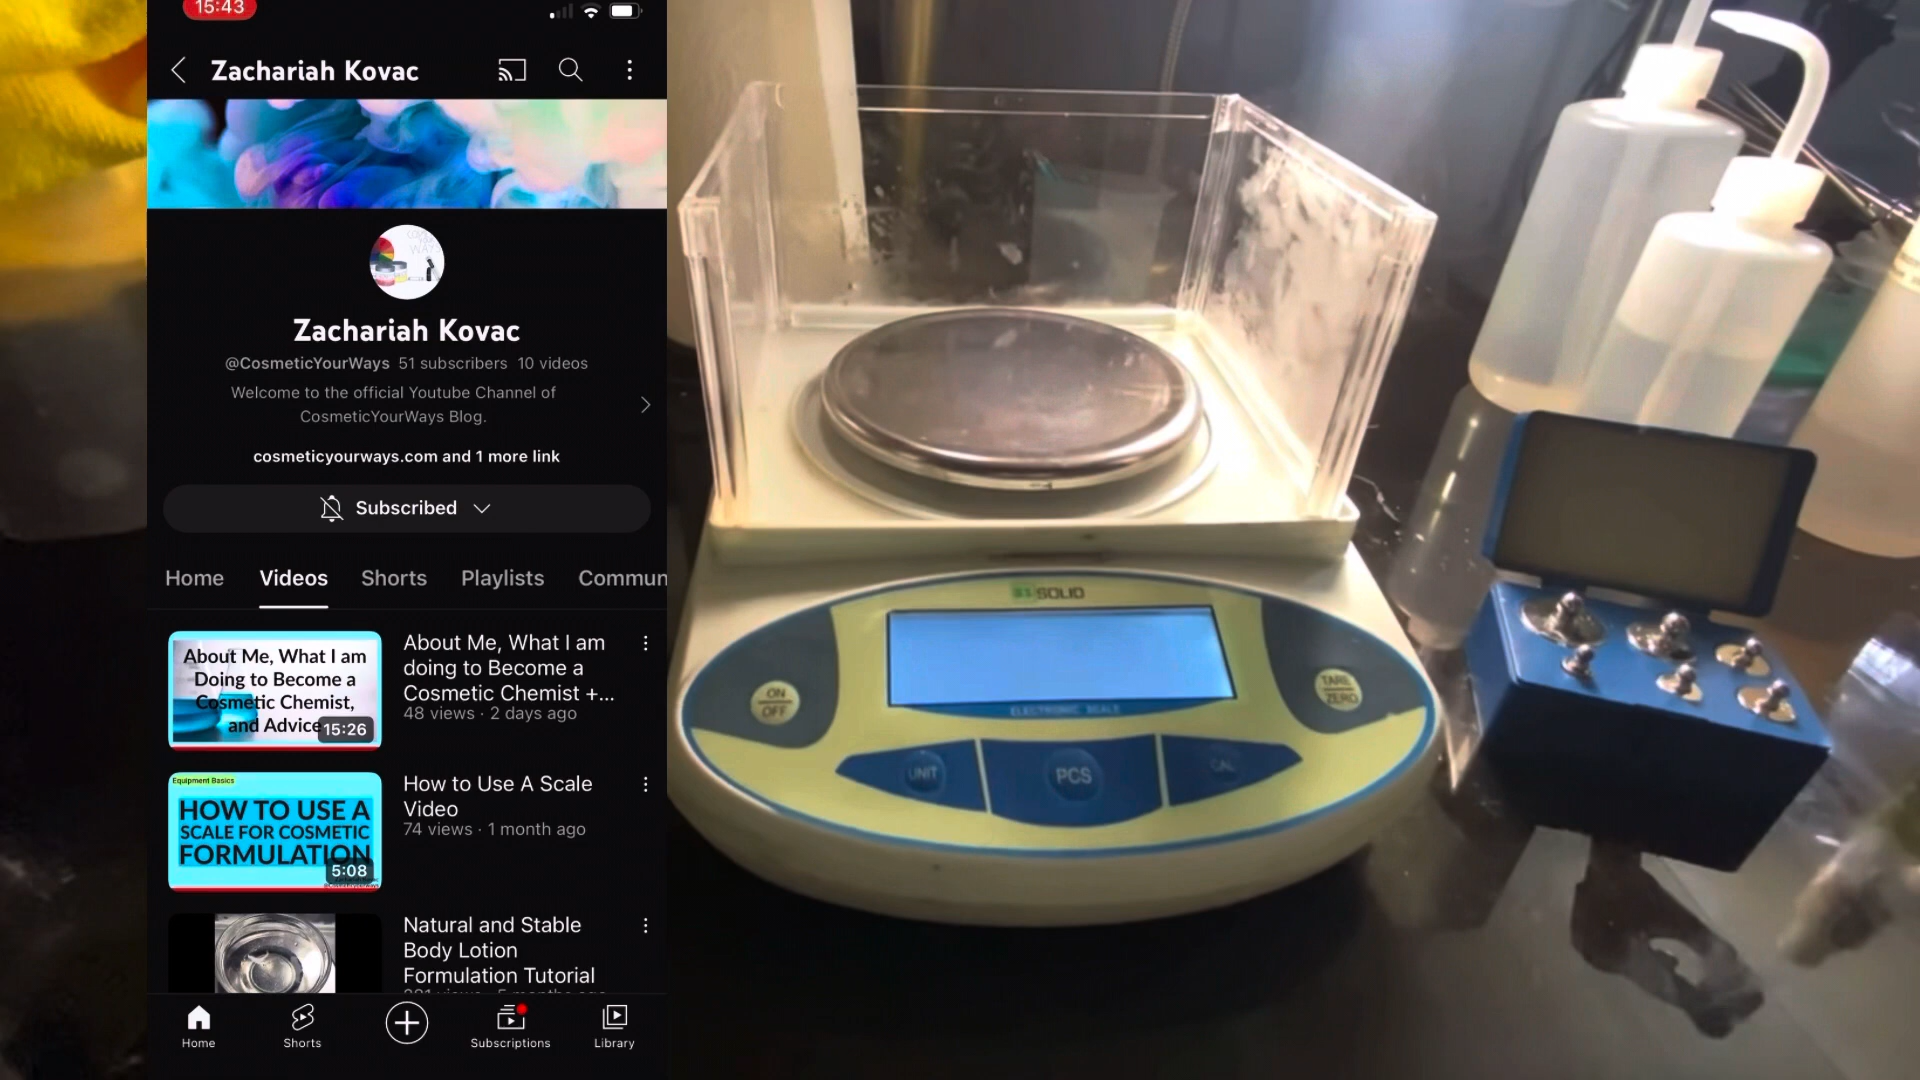 15:43
Zachariah Kovac
Zachariah Kovac
@CosmeticYourWays 51 subscribers 10 videos
Welcome to the official Youtube Channel of
CosmeticYourWays Blog.
cosmeticyourways.com and 1 more link
Subscribed
Home Videos Shorts Playlists Commun
About Me, What I am
Doing to Become a
Cosmetic Chemist,
and Advice
15:26
About Me, What I am
doing to Become a
Cosmetic Chemist +...
48 views · 2 days ago
Equipment Basics
HOW TO USE A
SCALE FOR COSMETIC
FORMULATION
5:08
How to Use A Scale
Video
74 views · 1 month ago
Natural and Stable
Body Lotion
Formulation Tutorial
Home Shorts Subscriptions Library
SOLID
ON
OFF
TARE
ZERO
ELECTRONIC SCALE
UNIT PCS CAL